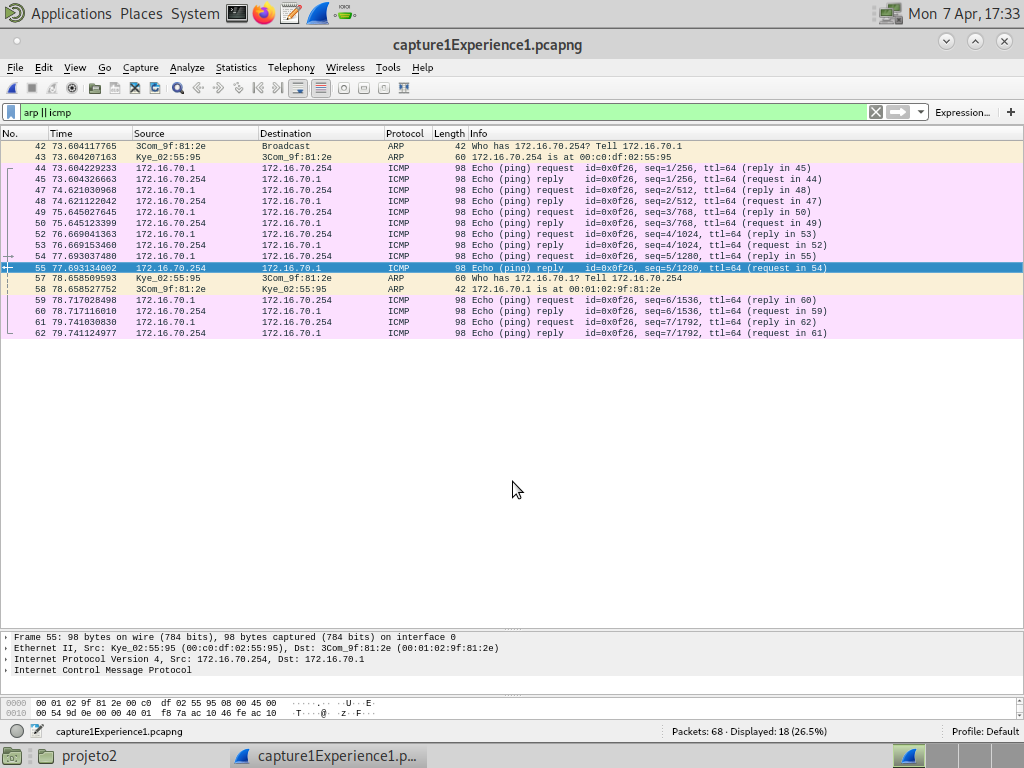 Applications Places System Mon 7 Apr, 17:33
capture1Experience1.pcapng
File Edit View Go Capture Analyze Statistics Telephony Wireless Tools Help
arp || icmp Expression... +
No. Time Source Destination Protocol Length Info
42 73.604117765 3Com_9f:81:2e Broadcast ARP 42 Who has 172.16.70.254? Tell 172.16.70.1
43 73.604207163 Kye_02:55:95 3Com_9f:81:2e ARP 60 172.16.70.254 is at 00:c0:df:02:55:95
44 73.604229233 172.16.70.1 172.16.70.254 ICMP 98 Echo (ping) request id=0x0f26, seq=1/256, ttl=64 (reply in 45)
45 73.604326663 172.16.70.254 172.16.70.1 ICMP 98 Echo (ping) reply id=0x0f26, seq=1/256, ttl=64 (request in 44)
47 74.621030968 172.16.70.1 172.16.70.254 ICMP 98 Echo (ping) request id=0x0f26, seq=2/512, ttl=64 (reply in 48)
48 74.621122042 172.16.70.254 172.16.70.1 ICMP 98 Echo (ping) reply id=0x0f26, seq=2/512, ttl=64 (request in 47)
49 75.645027645 172.16.70.1 172.16.70.254 ICMP 98 Echo (ping) request id=0x0f26, seq=3/768, ttl=64 (reply in 50)
50 75.645123399 172.16.70.254 172.16.70.1 ICMP 98 Echo (ping) reply id=0x0f26, seq=3/768, ttl=64 (request in 49)
52 76.669041363 172.16.70.1 172.16.70.254 ICMP 98 Echo (ping) request id=0x0f26, seq=4/1024, ttl=64 (reply in 53)
53 76.669153460 172.16.70.254 172.16.70.1 ICMP 98 Echo (ping) reply id=0x0f26, seq=4/1024, ttl=64 (request in 52)
54 77.693037480 172.16.70.1 172.16.70.254 ICMP 98 Echo (ping) request id=0x0f26, seq=5/1280, ttl=64 (reply in 55)
55 77.693134002 172.16.70.254 172.16.70.1 ICMP 98 Echo (ping) reply id=0x0f26, seq=5/1280, ttl=64 (request in 54)
57 78.658509593 Kye_02:55:95 3Com_9f:81:2e ARP 60 Who has 172.16.70.1? Tell 172.16.70.254
58 78.658527752 3Com_9f:81:2e Kye_02:55:95 ARP 42 172.16.70.1 is at 00:01:02:9f:81:2e
59 78.717028498 172.16.70.1 172.16.70.254 ICMP 98 Echo (ping) request id=0x0f26, seq=6/1536, ttl=64 (reply in 60)
60 78.717116010 172.16.70.254 172.16.70.1 ICMP 98 Echo (ping) reply id=0x0f26, seq=6/1536, ttl=64 (request in 59)
61 79.741030830 172.16.70.1 172.16.70.254 ICMP 98 Echo (ping) request id=0x0f26, seq=7/1792, ttl=64 (reply in 62)
62 79.741124977 172.16.70.254 172.16.70.1 ICMP 98 Echo (ping) reply id=0x0f26, seq=7/1792, ttl=64 (request in 61)
Frame 55: 98 bytes on wire (784 bits), 98 bytes captured (784 bits) on interface 0
Ethernet II, Src: Kye_02:55:95 (00:c0:df:02:55:95), Dst: 3Com_9f:81:2e (00:01:02:9f:81:2e)
Internet Protocol Version 4, Src: 172.16.70.254, Dst: 172.16.70.1
Internet Control Message Protocol
0000 00 01 02 9f 81 2e 00 c0 df 02 55 95 08 00 45 00 ·····.·· ··U···E·
0010 00 54 9d 0e 00 00 40 01 f8 7a ac 10 46 fe ac 10 ·T····@· ·z··F···
capture1Experience1.pcapng Packets: 68 · Displayed: 18 (26.5%) Profile: Default
projeto2 capture1Experience1.p...